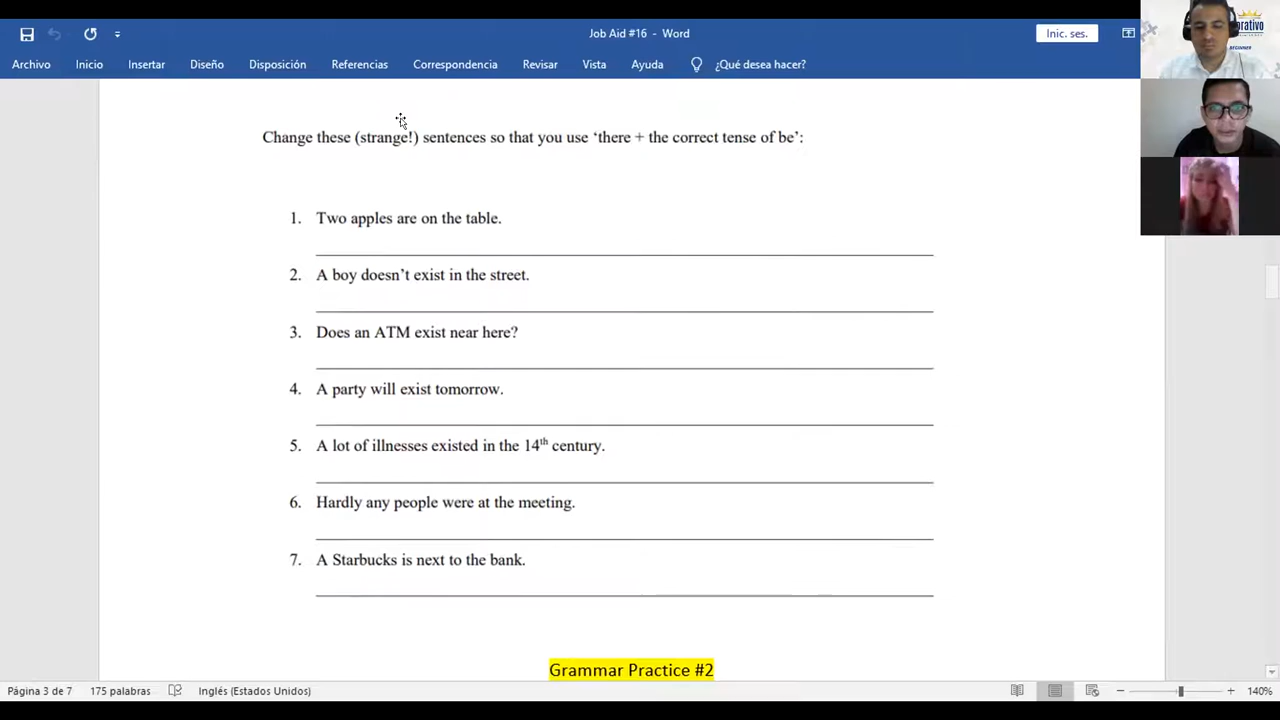 Job Aid #16 - Word
Inic. ses.
orativo
BEGINNER
Archivo Inicio Insertar Diseño Disposición Referencias Correspondencia Revisar Vista Ayuda ¿Qué desea hacer?
Change these (strange!) sentences so that you use ‘there + the correct tense of be’:
1. Two apples are on the table.
2. A boy doesn’t exist in the street.
3. Does an ATM exist near here?
4. A party will exist tomorrow.
5. A lot of illnesses existed in the 14th century.
6. Hardly any people were at the meeting.
7. A Starbucks is next to the bank.
Grammar Practice #2
Página 3 de 7 175 palabras Inglés (Estados Unidos) 140%